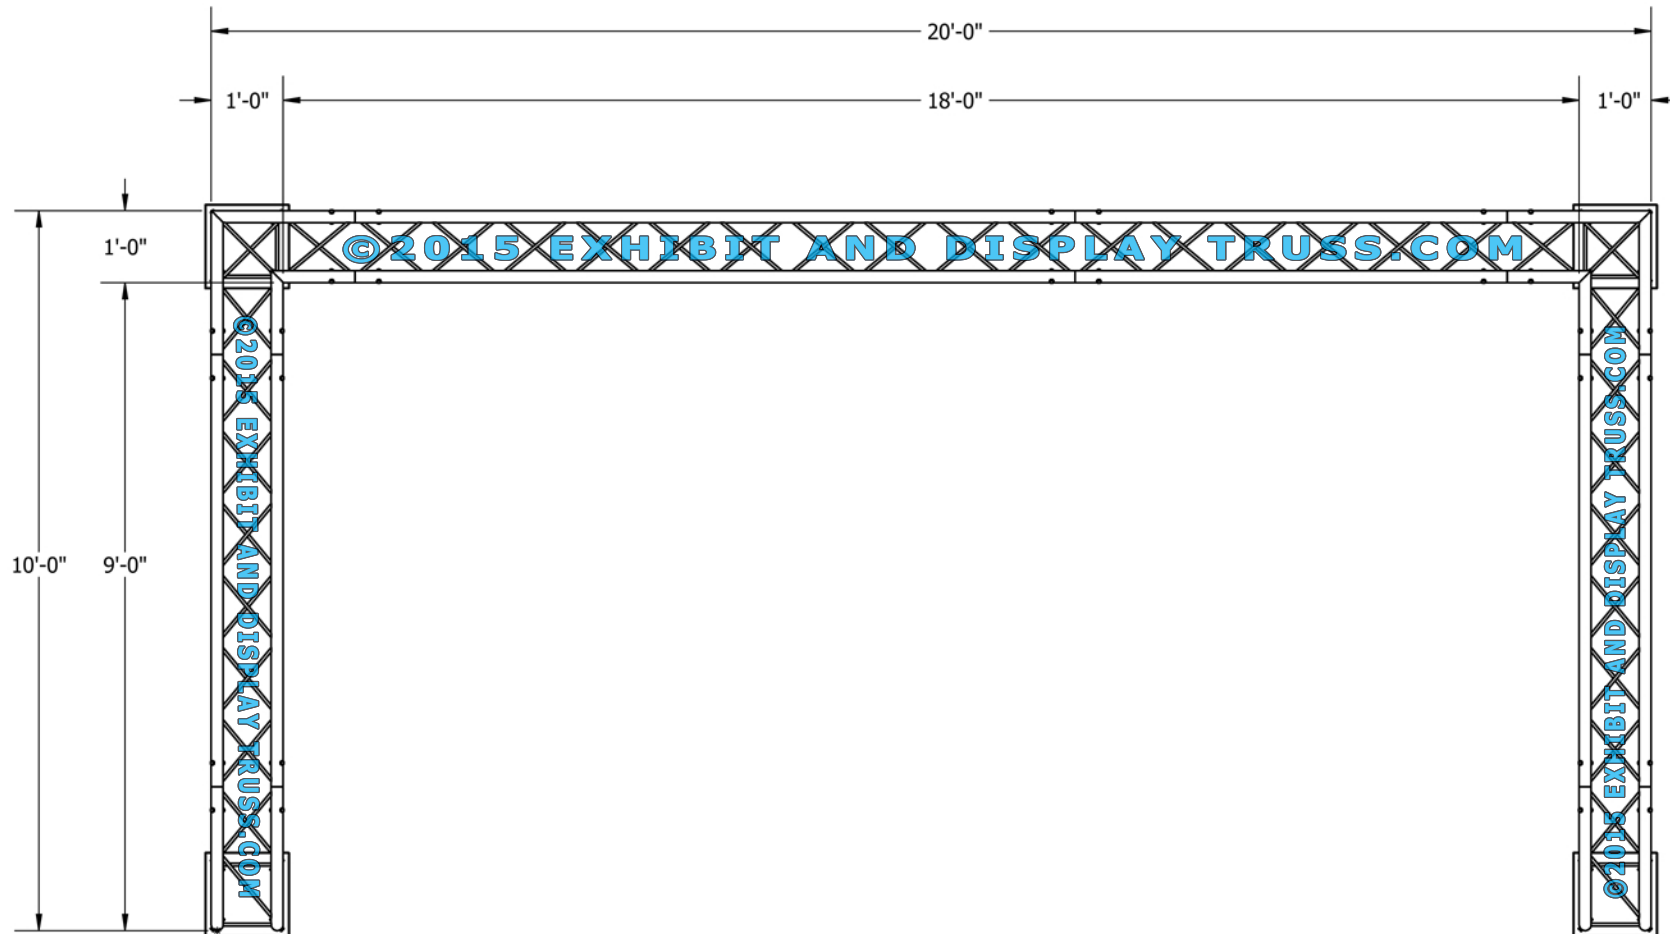 20'-0"
1'-0"
18'-0"
1'-0"
1'-0"
©2015 EXHIBIT AND DISPLAY TRUSS.COM
©2015 EXHIBIT AND DISPLAY TRUSS.COM
©2015 EXHIBIT AND DISPLAY TRUSS.COM
10'-0"
9'-0"